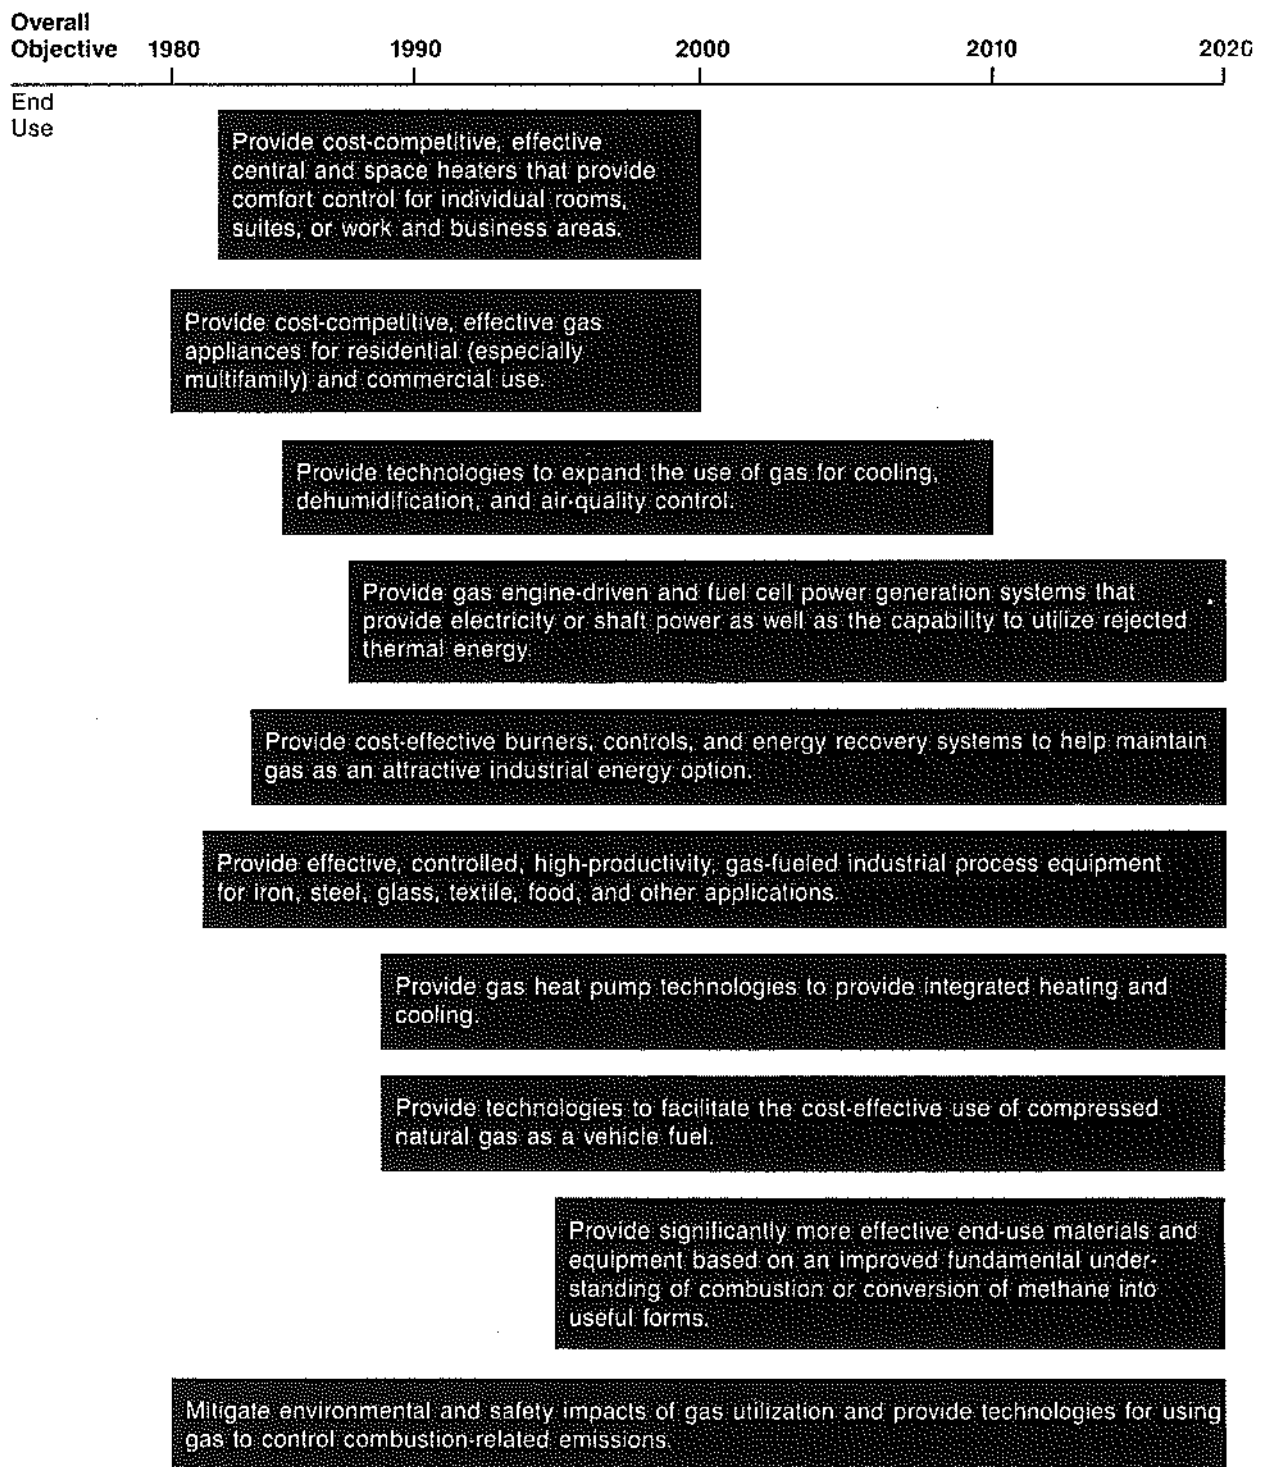 Overall
Objective 1980 1990 2000 2010 2020
End
Use
Provide cost-competitive, effective
central and space heaters that provide
comfort control for individual rooms,
suites, or work and business areas.
Provide cost-competitive, effective gas
appliances for residential (especially
multifamily) and commercial use.
Provide technologies to expand the use of gas for cooling,
dehumidification, and air-quality control.
Provide gas engine-driven and fuel cell power generation systems that
provide electricity or shaft power as well as the capability to utilize rejected
thermal energy.
Provide cost-effective burners, controls, and energy recovery systems to help maintain
gas as an attractive industrial energy option.
Provide effective, controlled, high-productivity, gas-fueled industrial process equipment
for iron, steel, glass, textile, food, and other applications.
Provide gas heat pump technologies to provide integrated heating and
cooling.
Provide technologies to facilitate the cost-effective use of compressed
natural gas as a vehicle fuel.
Provide significantly more effective end-use materials and
equipment based on an improved fundamental under-
standing of combustion or conversion of methane into
useful forms.
Mitigate environmental and safety impacts of gas utilization and provide technologies for using
gas to control combustion-related emissions.